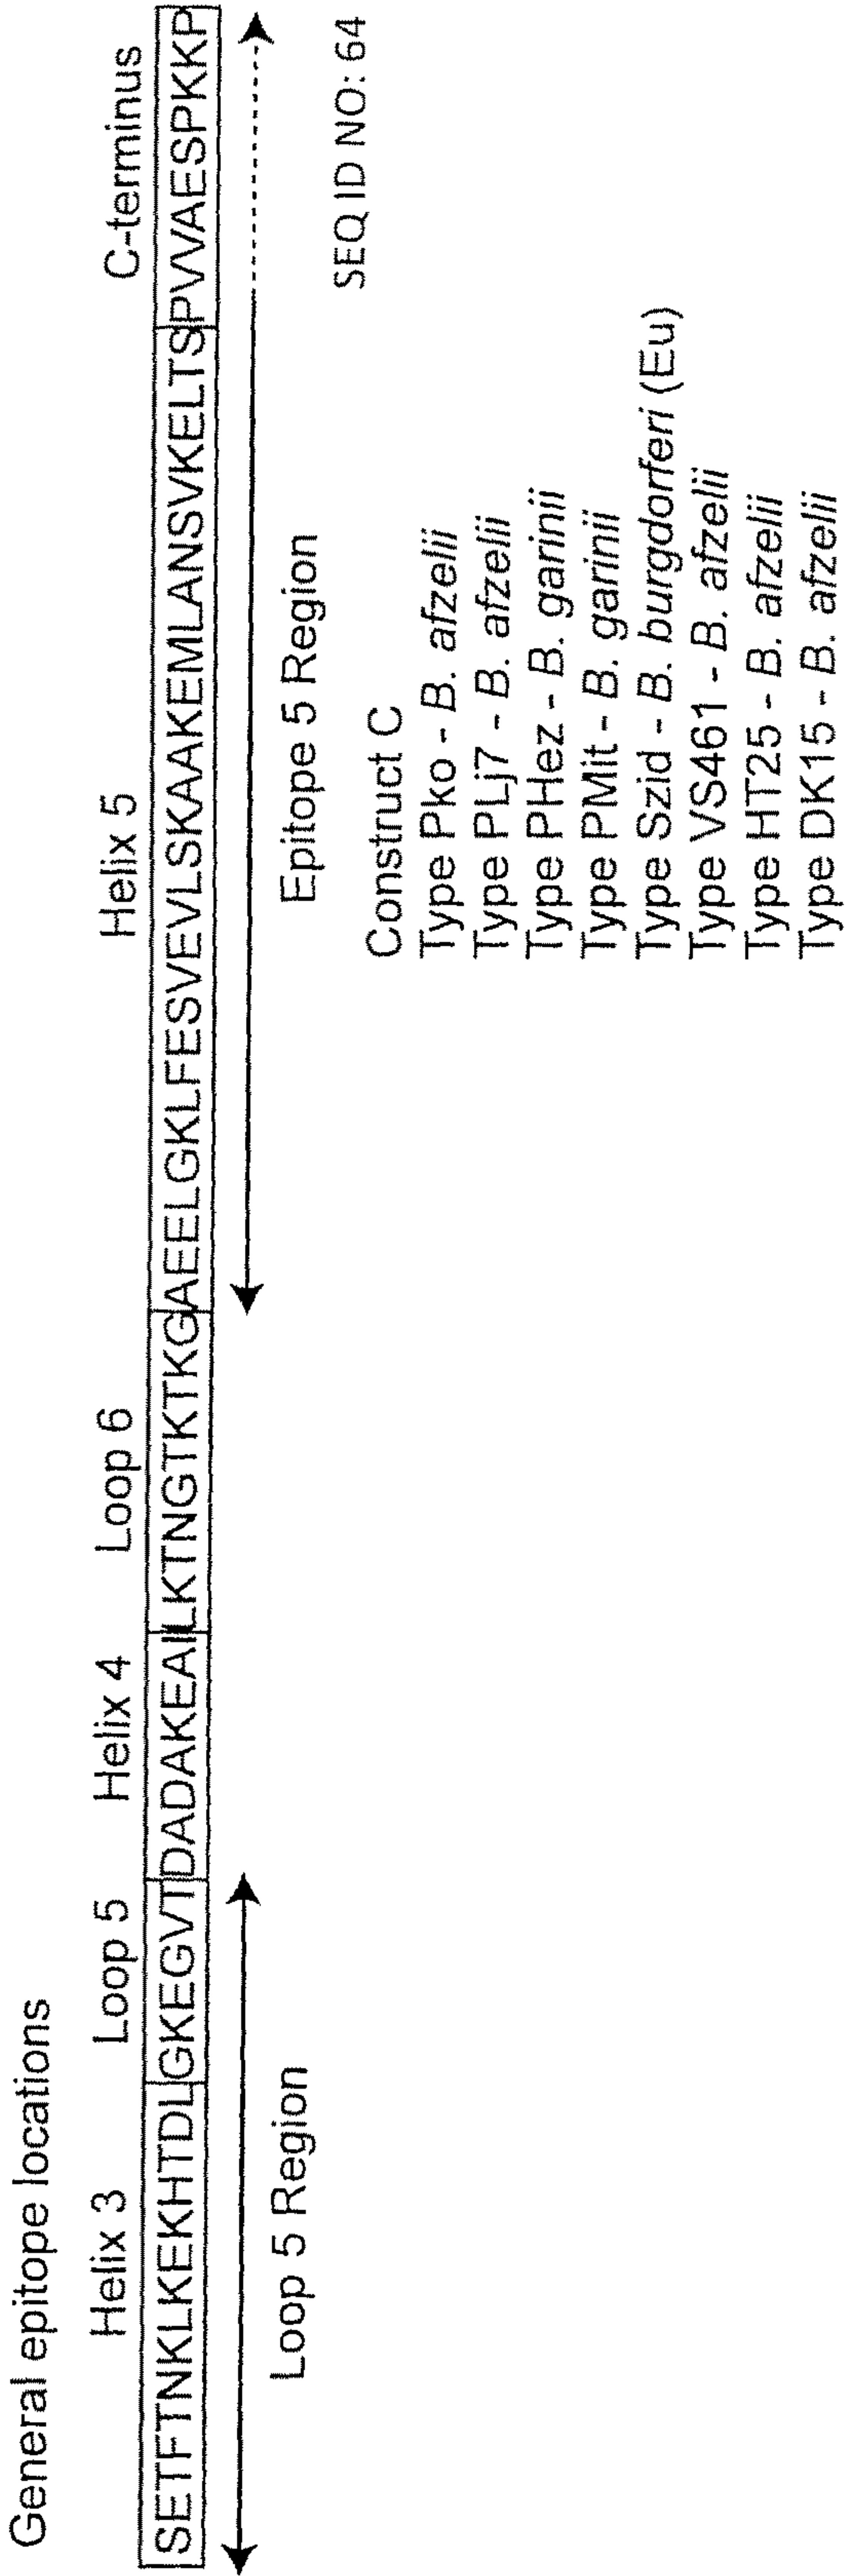 General epitope locations
Helix 3 Loop 5 Helix 4 Loop 6 Helix 5 C-terminus
SETFTNKLKEKHTDLGKEGVTDADAKEAILKTNGTKTKGAEELGKLFESVEVLSKAAKEMLANSVKELTSPVVAESPKKP
Loop 5 Region Epitope 5 Region
SEQ ID NO: 64
Construct C
Type Pko - B. afzelii
Type PLj7 - B. afzelii
Type PHez - B. garinii
Type PMit - B. garinii
Type Szid - B. burgdorferi (Eu)
Type VS461 - B. afzelii
Type HT25 - B. afzelii
Type DK15 - B. afzelii